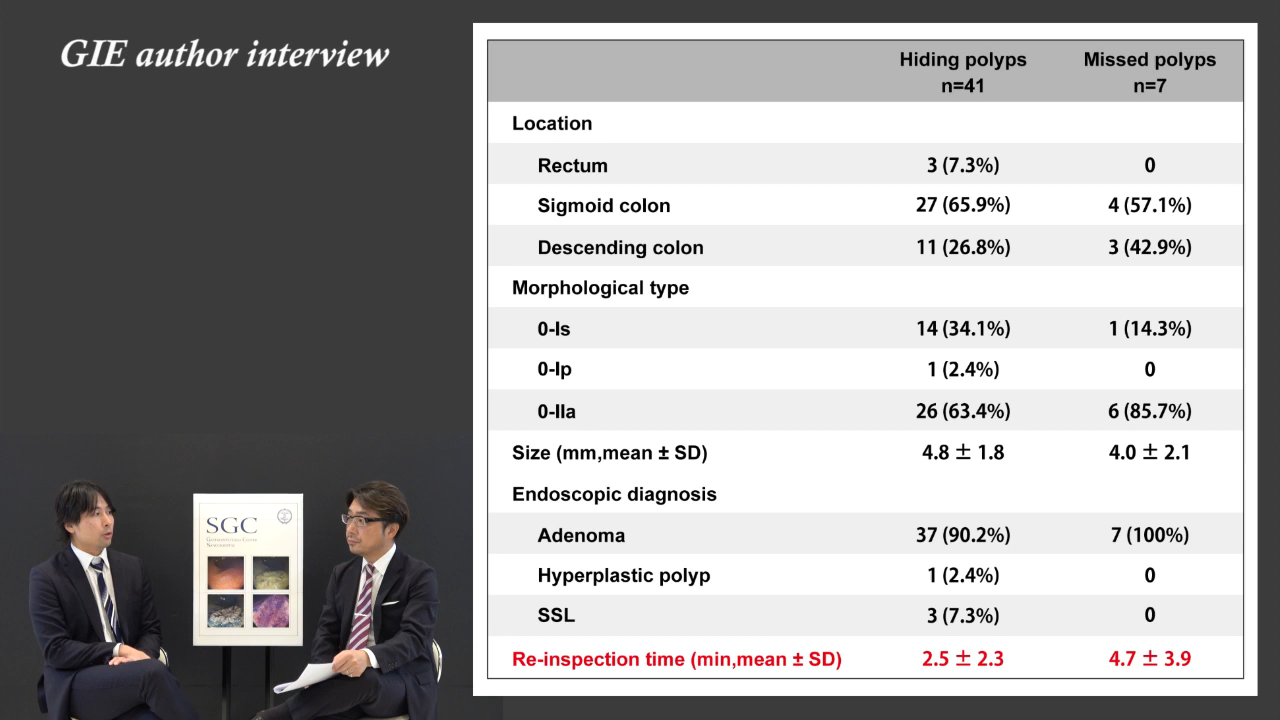 GIE author interview
Hiding polyps Missed polyps
n=41 n=7
Location
Rectum 3 (7.3%) 0
Sigmoid colon 27 (65.9%) 4 (57.1%)
Descending colon 11 (26.8%) 3 (42.9%)
Morphological type
0-Is 14 (34.1%) 1 (14.3%)
0-Ip 1 (2.4%) 0
0-IIa 26 (63.4%) 6 (85.7%)
Size (mm,mean ± SD) 4.8 ± 1.8 4.0 ± 2.1
Endoscopic diagnosis
Adenoma 37 (90.2%) 7 (100%)
Hyperplastic polyp 1 (2.4%) 0
SSL 3 (7.3%) 0
Re-inspection time (min,mean ± SD) 2.5 ± 2.3 4.7 ± 3.9
SGC